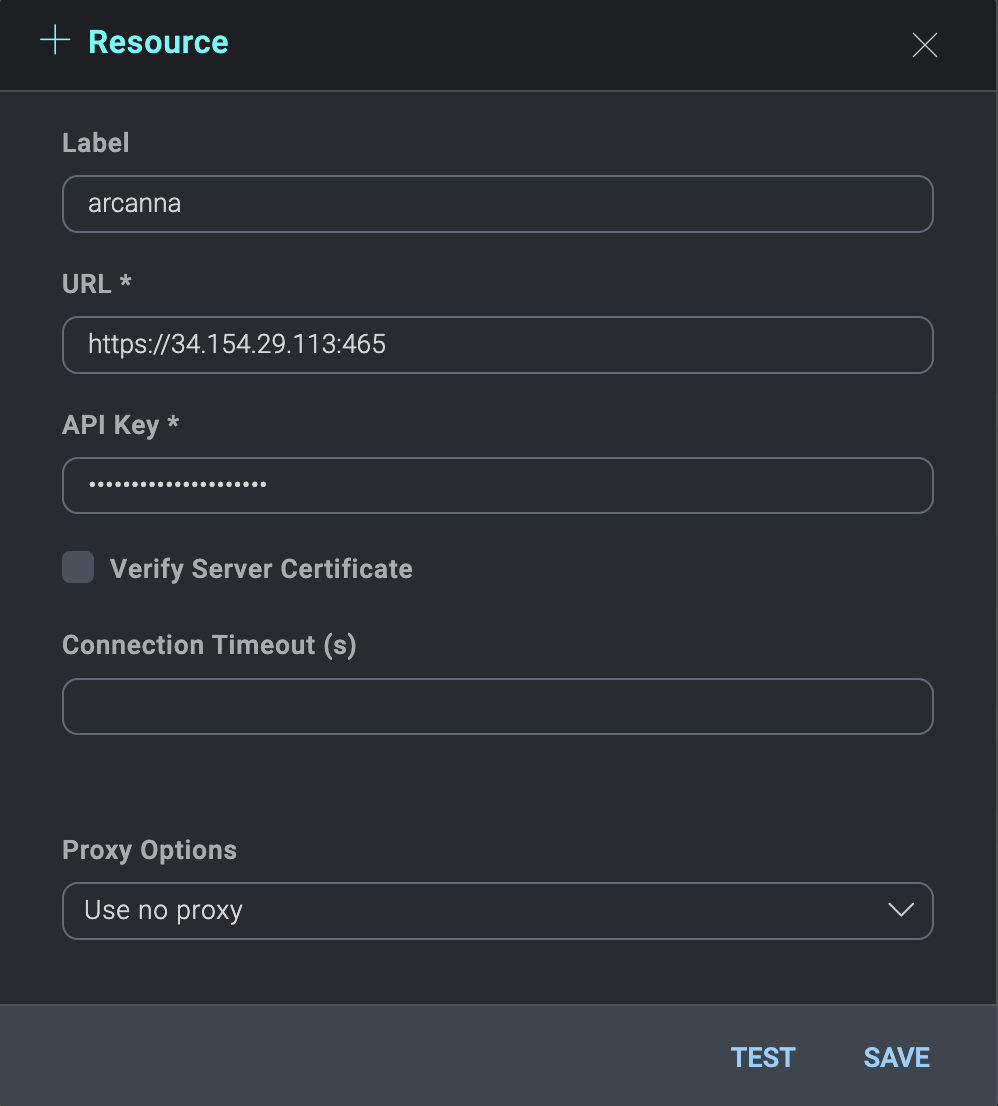 Resource
Label
arcanna
URL *
https://34.154.29.113:465
API Key *
•••••••••••••••••••••
Verify Server Certificate
Connection Timeout (s)
Proxy Options
Use no proxy
TEST SAVE